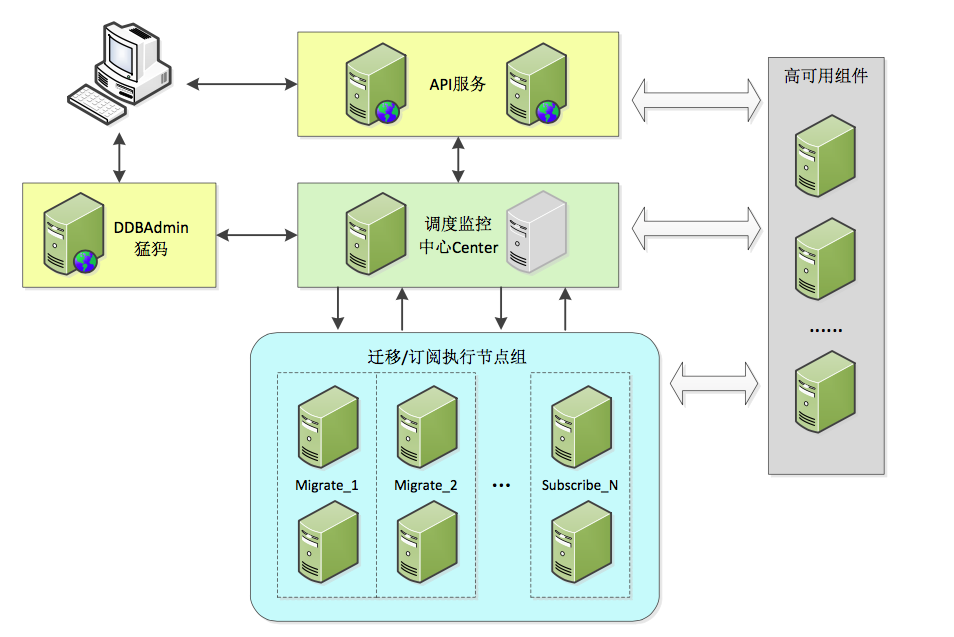 API服务
高可用组件
DDBAdmin
猛犸
调度监控
中心Center
......
迁移/订阅执行节点组
Migrate_1
Migrate_2
...
Subscribe_N